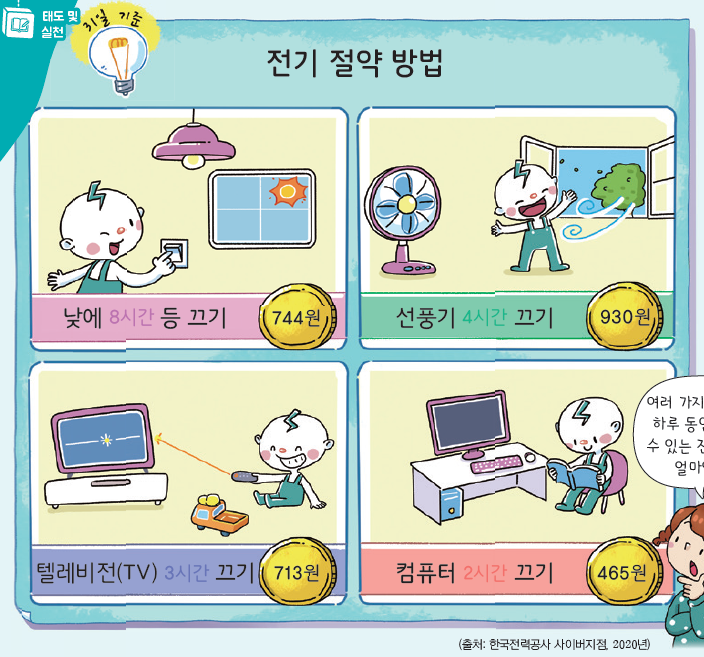 태도 및
실천
31일 기준
전기 절약 방법
낮에 8시간 등 끄기
744원
선풍기 4시간 끄기
930원
텔레비전(TV) 3시간 끄기
713원
컴퓨터 2시간 끄기
465원
여러 가지
하루 동안
수 있는 전
얼마
(출처: 한국전력공사 사이버지점, 2020년)